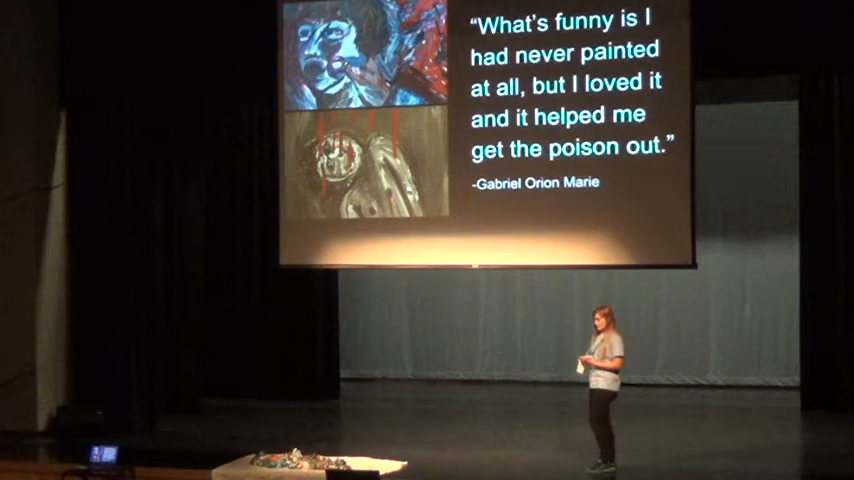 “What’s funny is I
had never painted
at all, but I loved it
and it helped me
get the poison out.”
-Gabriel Orion Marie